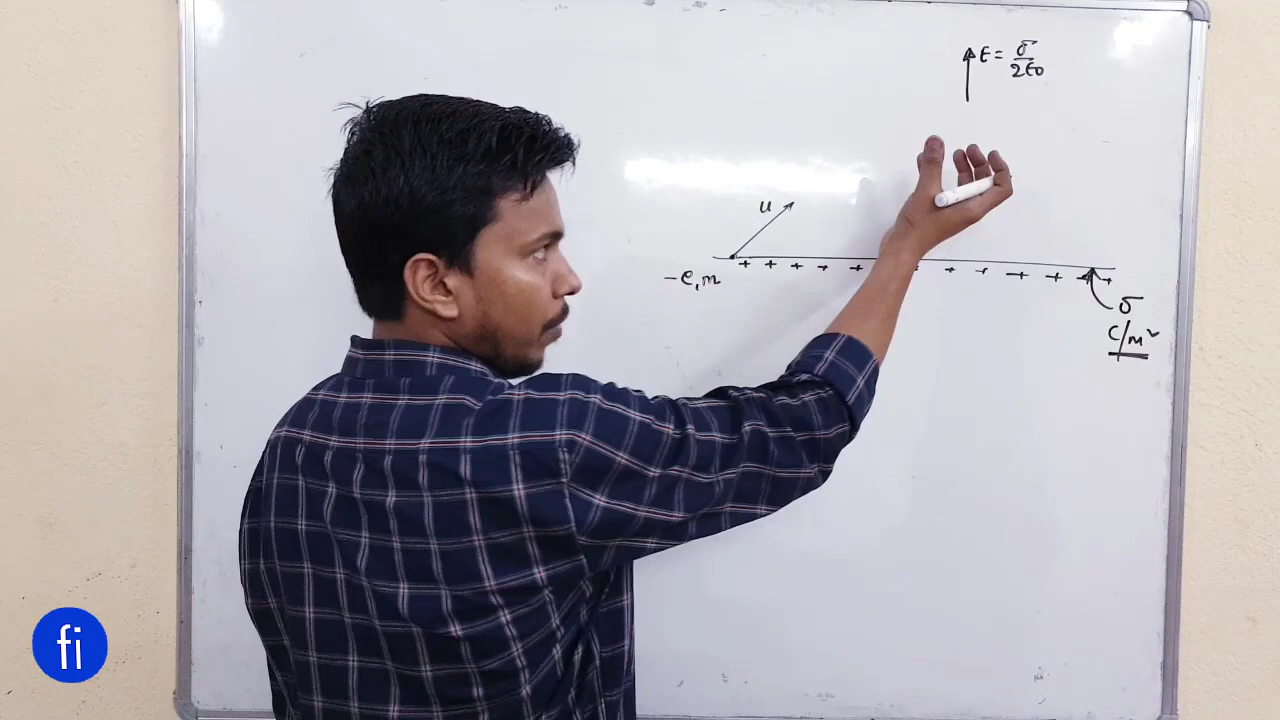 E = σ/2ε0
u
+ + + + + + + + + + +
-e, m
σ
C/m²
fi